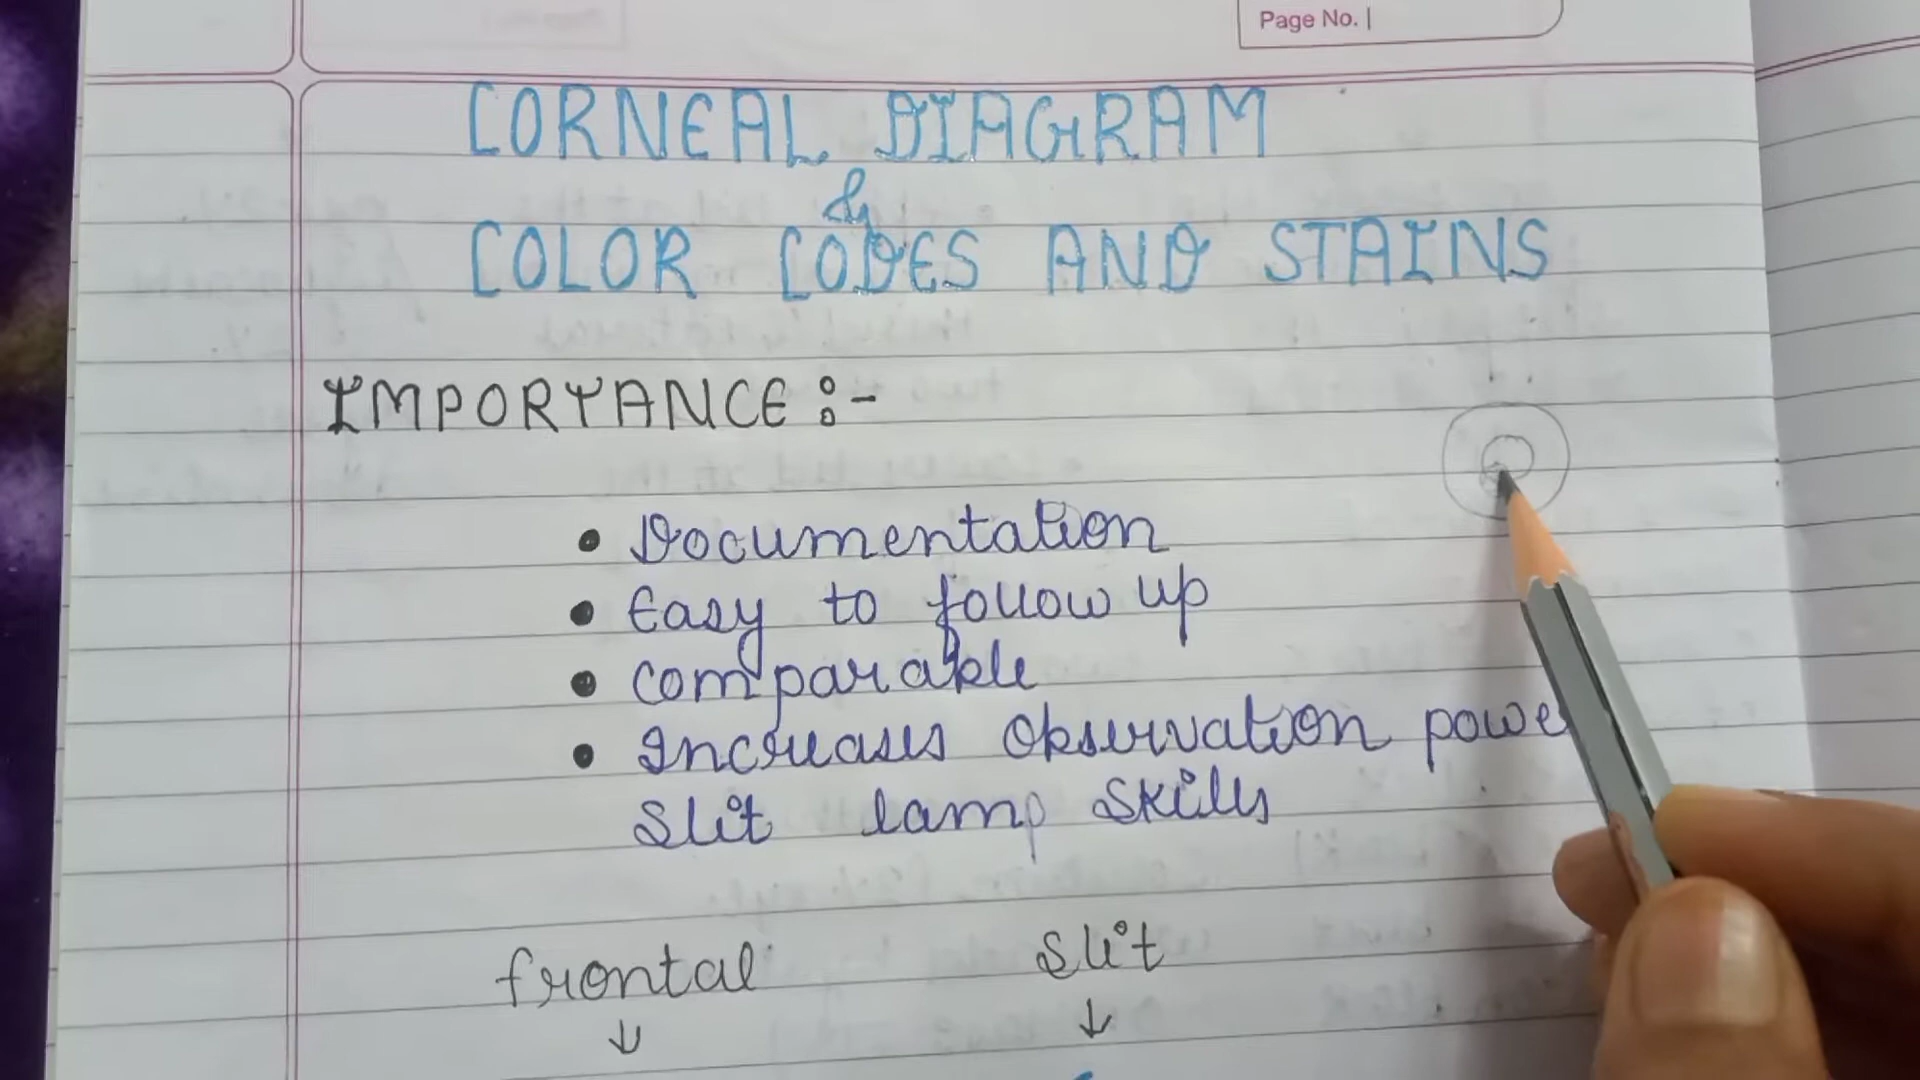 Page No.
CORNEAL DIAGRAM
&
COLOR CODES AND STAINS
IMPORTANCE :-
• Documentation
• Easy to follow up
• comparable
• Increases Observation powe
Slit lamp Skills
frontal Slit
↓ ↓